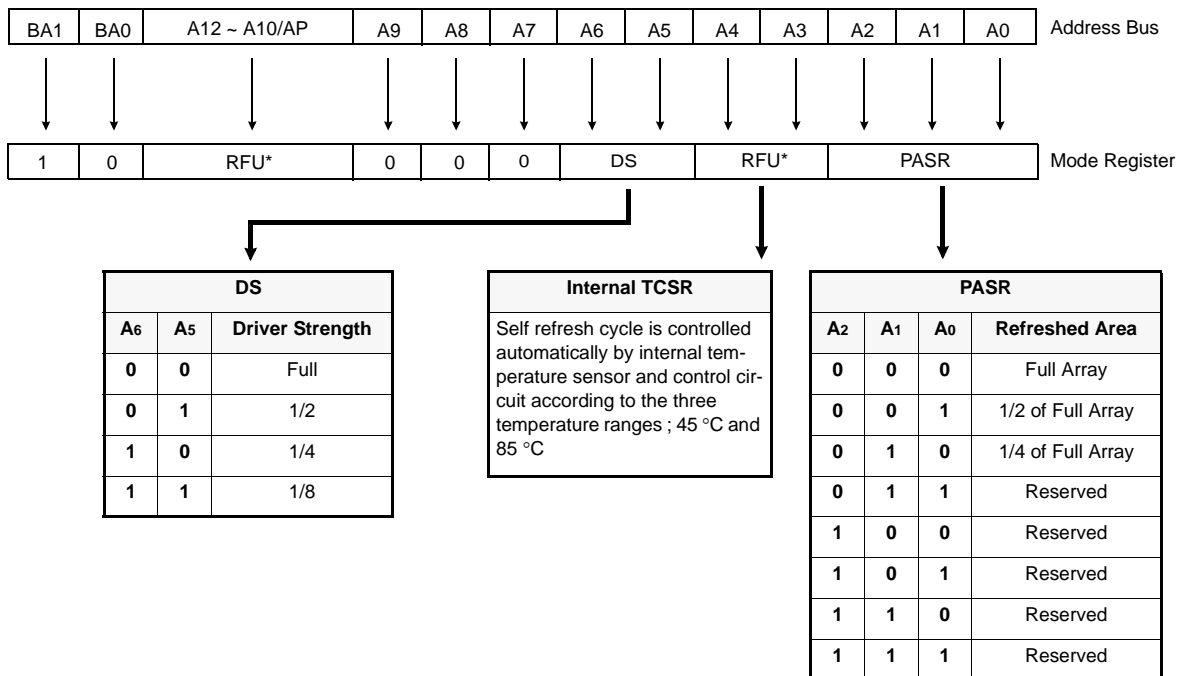 BA1 BA0 A12 ~ A10/AP A9 A8 A7 A6 A5 A4 A3 A2 A1 A0 Address Bus
1 0 RFU* 0 0 0 DS RFU* PASR Mode Register
DS
A6 A5 Driver Strength
0 0 Full
0 1 1/2
1 0 1/4
1 1 1/8
Internal TCSR
Self refresh cycle is controlled
automatically by internal tem-
perature sensor and control cir-
cuit according to the three
temperature ranges ; 45 °C and
85 °C
PASR
A2 A1 A0 Refreshed Area
0 0 0 Full Array
0 0 1 1/2 of Full Array
0 1 0 1/4 of Full Array
0 1 1 Reserved
1 0 0 Reserved
1 0 1 Reserved
1 1 0 Reserved
1 1 1 Reserved